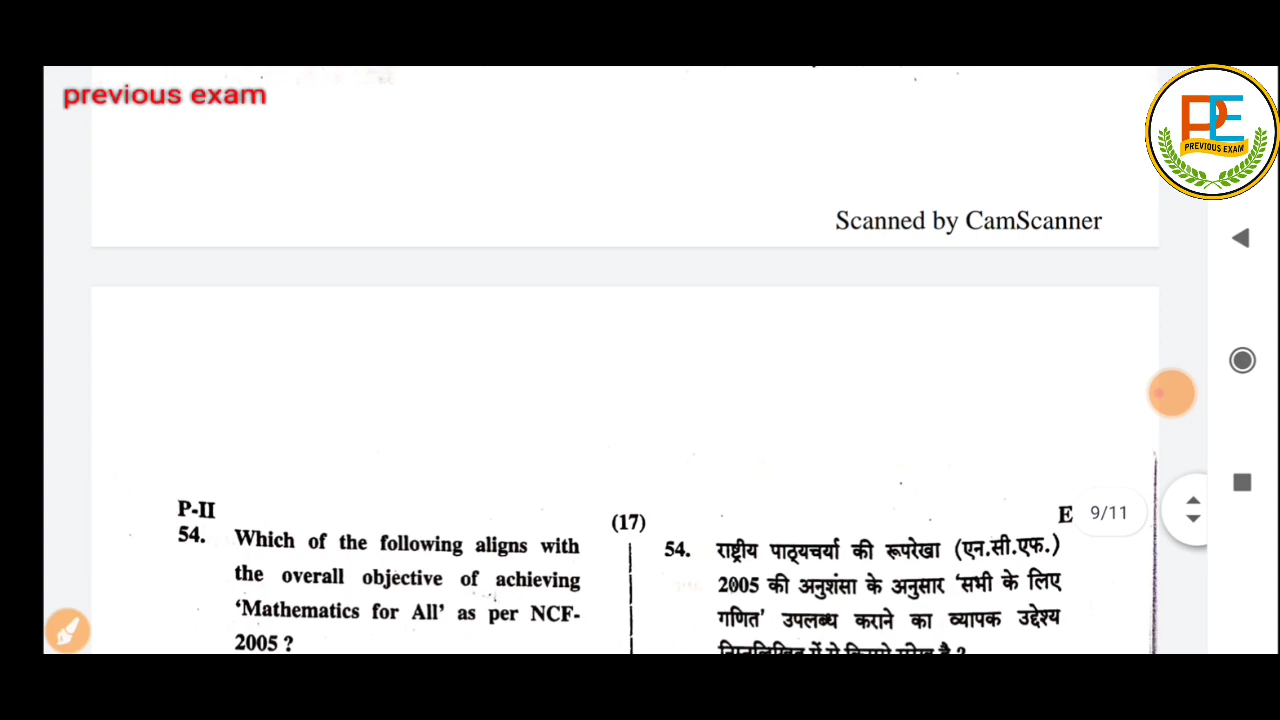 previous exam
PE
PREVIOUS EXAM
Scanned by CamScanner
P-II
(17)
E
9/11
54. Which of the following aligns with
the overall objective of achieving
‘Mathematics for All’ as per NCF-
2005 ?
54. राष्ट्रीय पाठ्यचर्या की रूपरेखा (एन.सी.एफ.)
2005 की अनुशंसा के अनुसार ‘सभी के लिए
गणित’ उपलब्ध कराने का व्यापक उद्देश्य